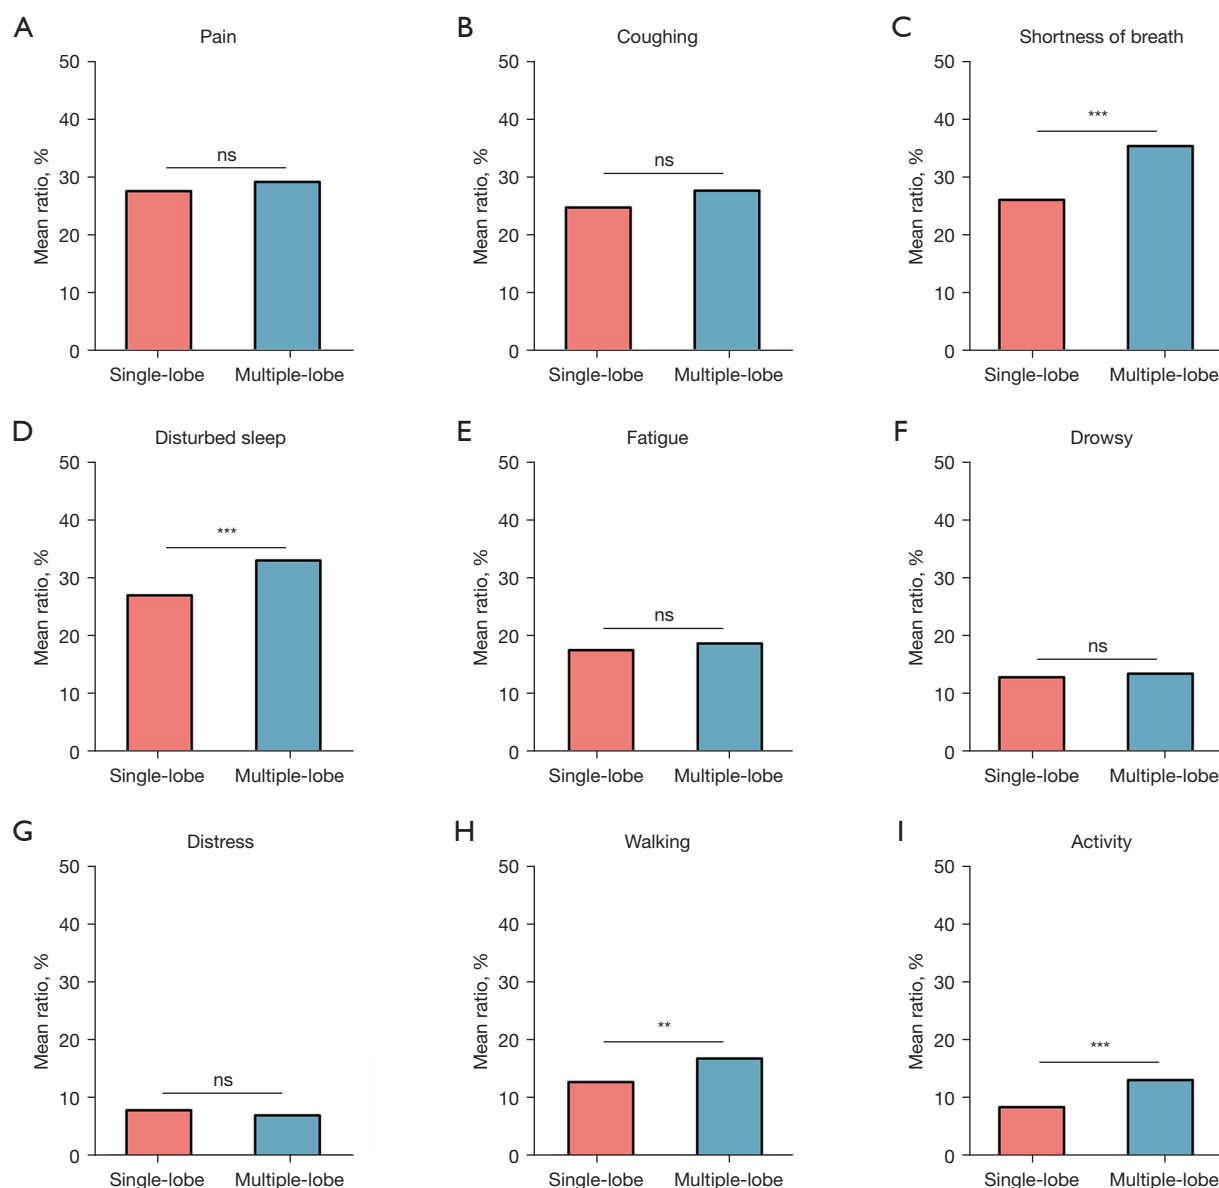 A
Pain
50
40
30
20
10
0
Mean ratio, %
ns
Single-lobe Multiple-lobe
B
Coughing
50
40
30
20
10
0
Mean ratio, %
ns
Single-lobe Multiple-lobe
C
Shortness of breath
50
40
30
20
10
0
Mean ratio, %
***
Single-lobe Multiple-lobe
D
Disturbed sleep
50
40
30
20
10
0
Mean ratio, %
***
Single-lobe Multiple-lobe
E
Fatigue
50
40
30
20
10
0
Mean ratio, %
ns
Single-lobe Multiple-lobe
F
Drowsy
50
40
30
20
10
0
Mean ratio, %
ns
Single-lobe Multiple-lobe
G
Distress
50
40
30
20
10
0
Mean ratio, %
ns
Single-lobe Multiple-lobe
H
Walking
50
40
30
20
10
0
Mean ratio, %
**
Single-lobe Multiple-lobe
I
Activity
50
40
30
20
10
0
Mean ratio, %
***
Single-lobe Multiple-lobe